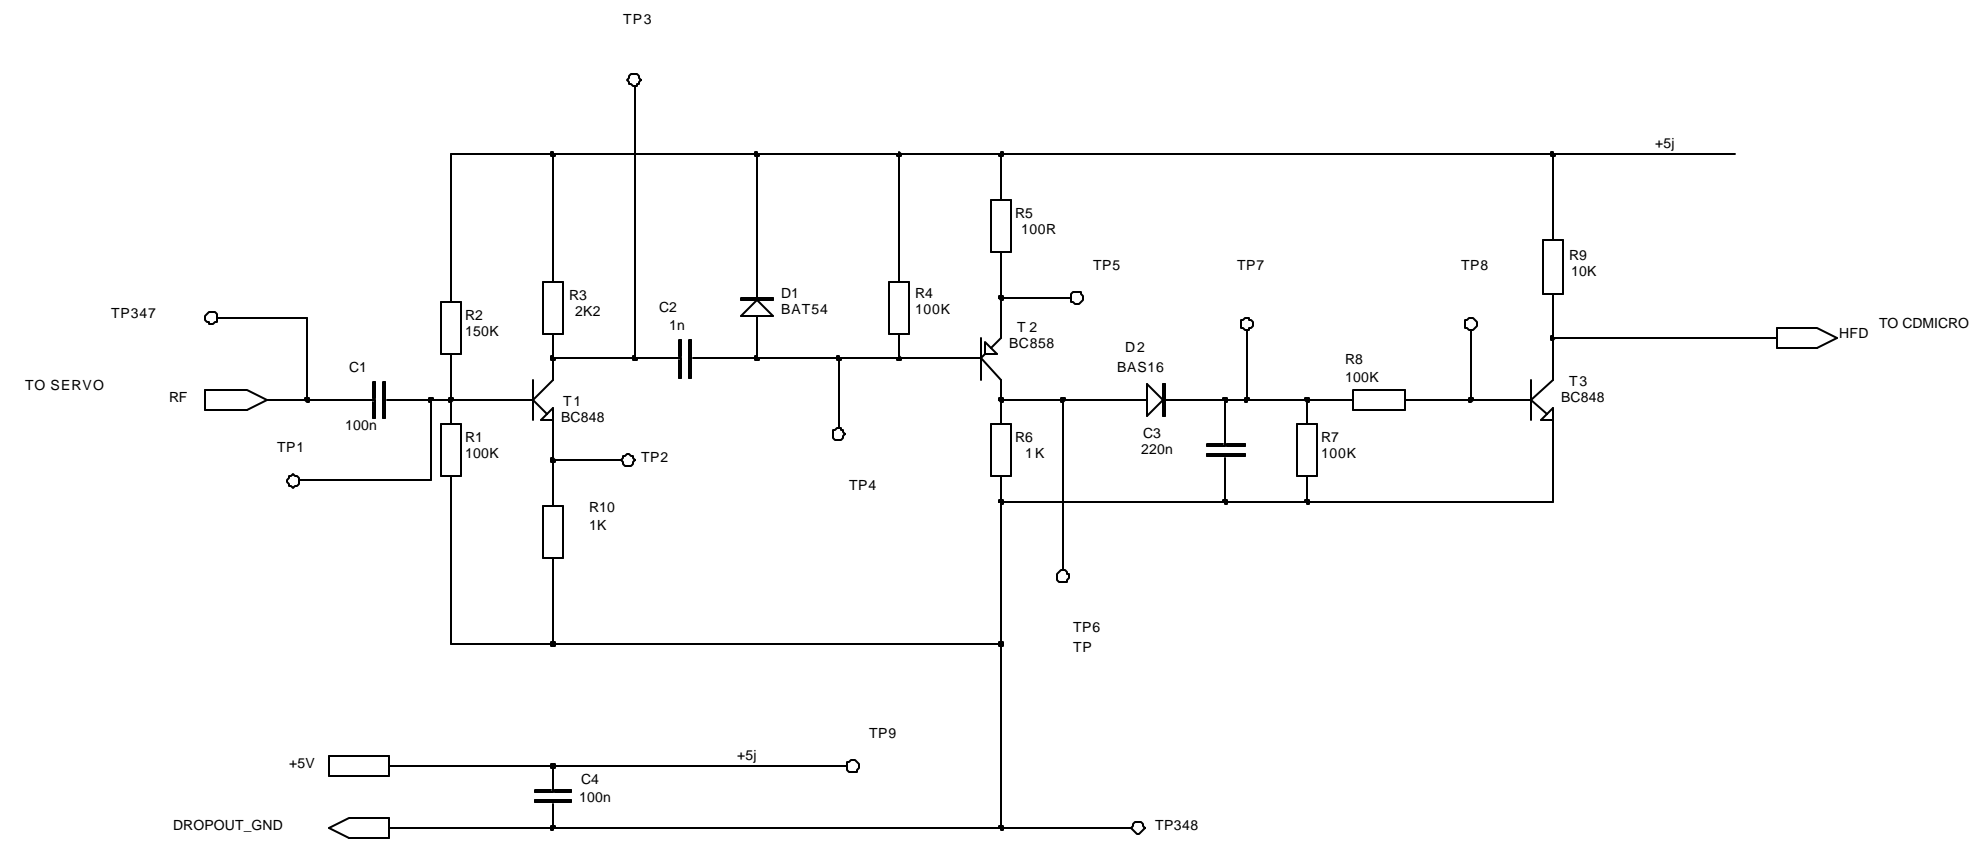 TP3
+5j
R5
100R
TP5
TP7
TP8
R9
10K
R3
2K2
C2
1n
D1
BAT54
R4
100K
TP347
R2
150K
T2
BC858
HFD
TO CDMICRO
D2
BAS16
R8
100K
C1
TO SERVO
RF
T1
BC848
T3
BC848
100n
TP1
R1
100K
TP2
R6
1K
C3
220n
R7
100K
TP4
R10
1K
TP6
TP
TP9
+5V
+5j
C4
100n
DROPOUT_GND
TP348